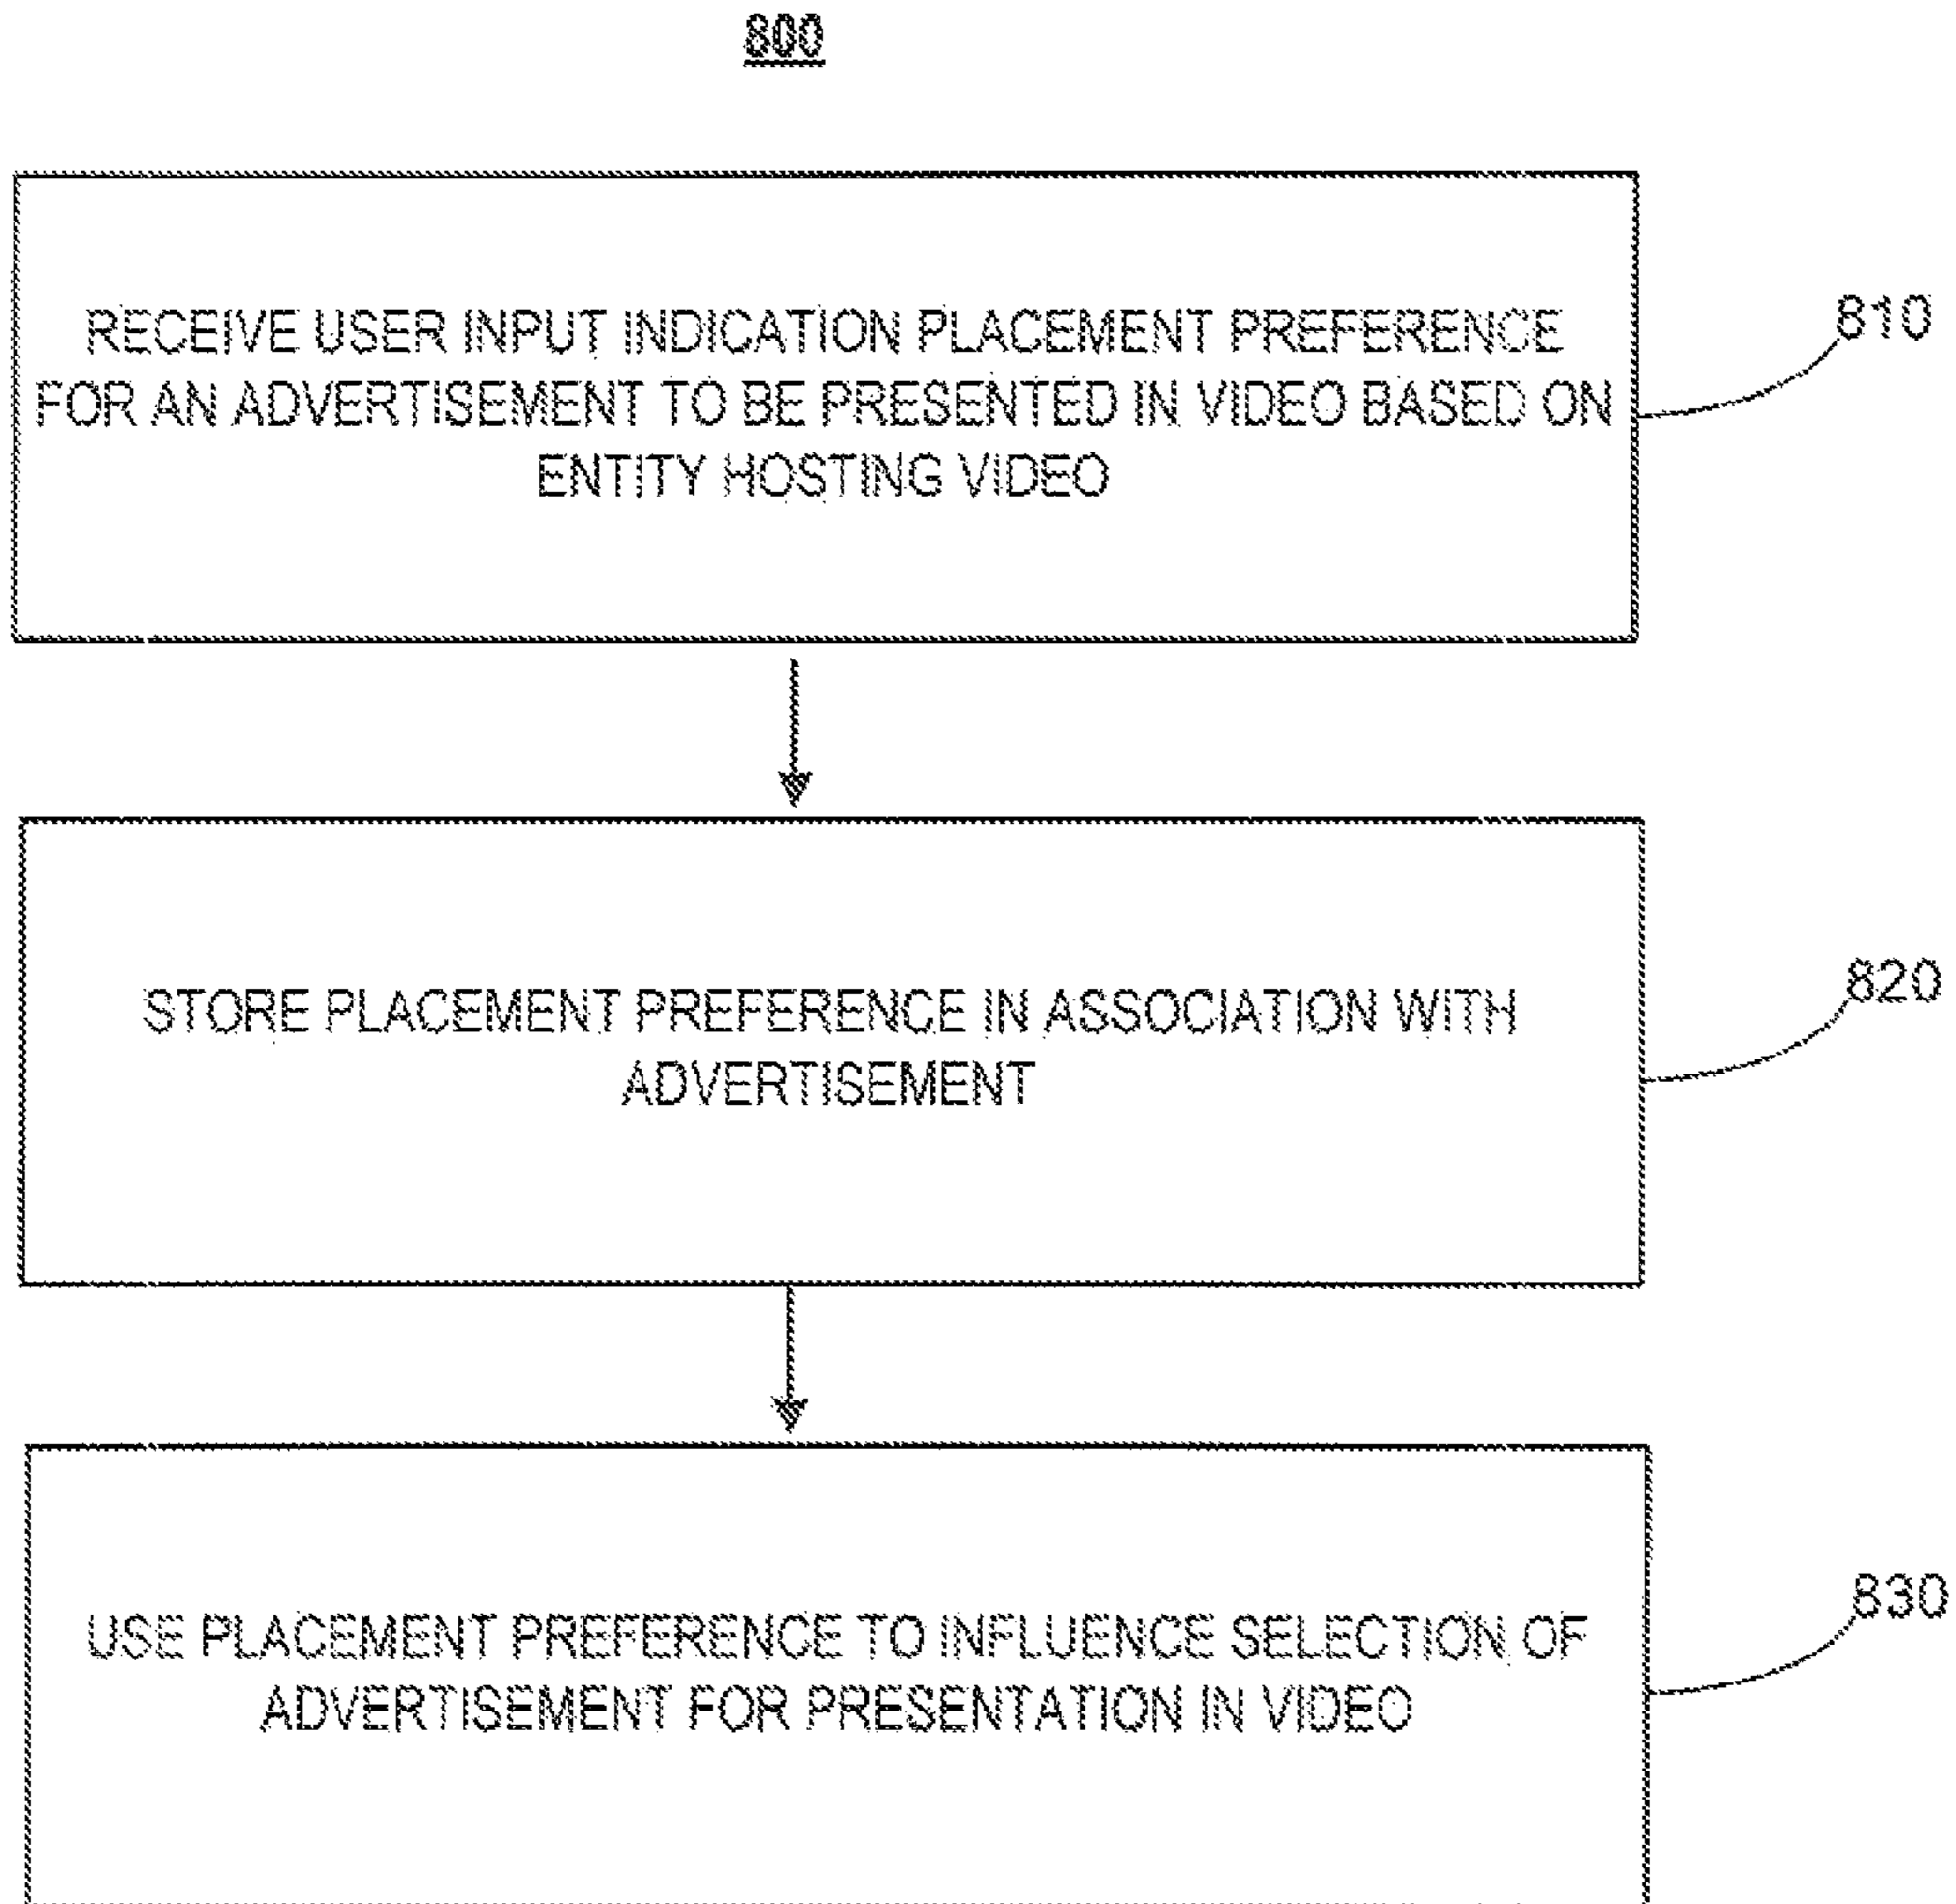 800
RECEIVE USER INPUT INDICATION PLACEMENT PREFERENCE
FOR AN ADVERTISEMENT TO BE PRESENTED IN VIDEO BASED ON
ENTITY HOSTING VIDEO
810
STORE PLACEMENT PREFERENCE IN ASSOCIATION WITH
ADVERTISEMENT
820
USE PLACEMENT PREFERENCE TO INFLUENCE SELECTION OF
ADVERTISEMENT FOR PRESENTATION IN VIDEO
830